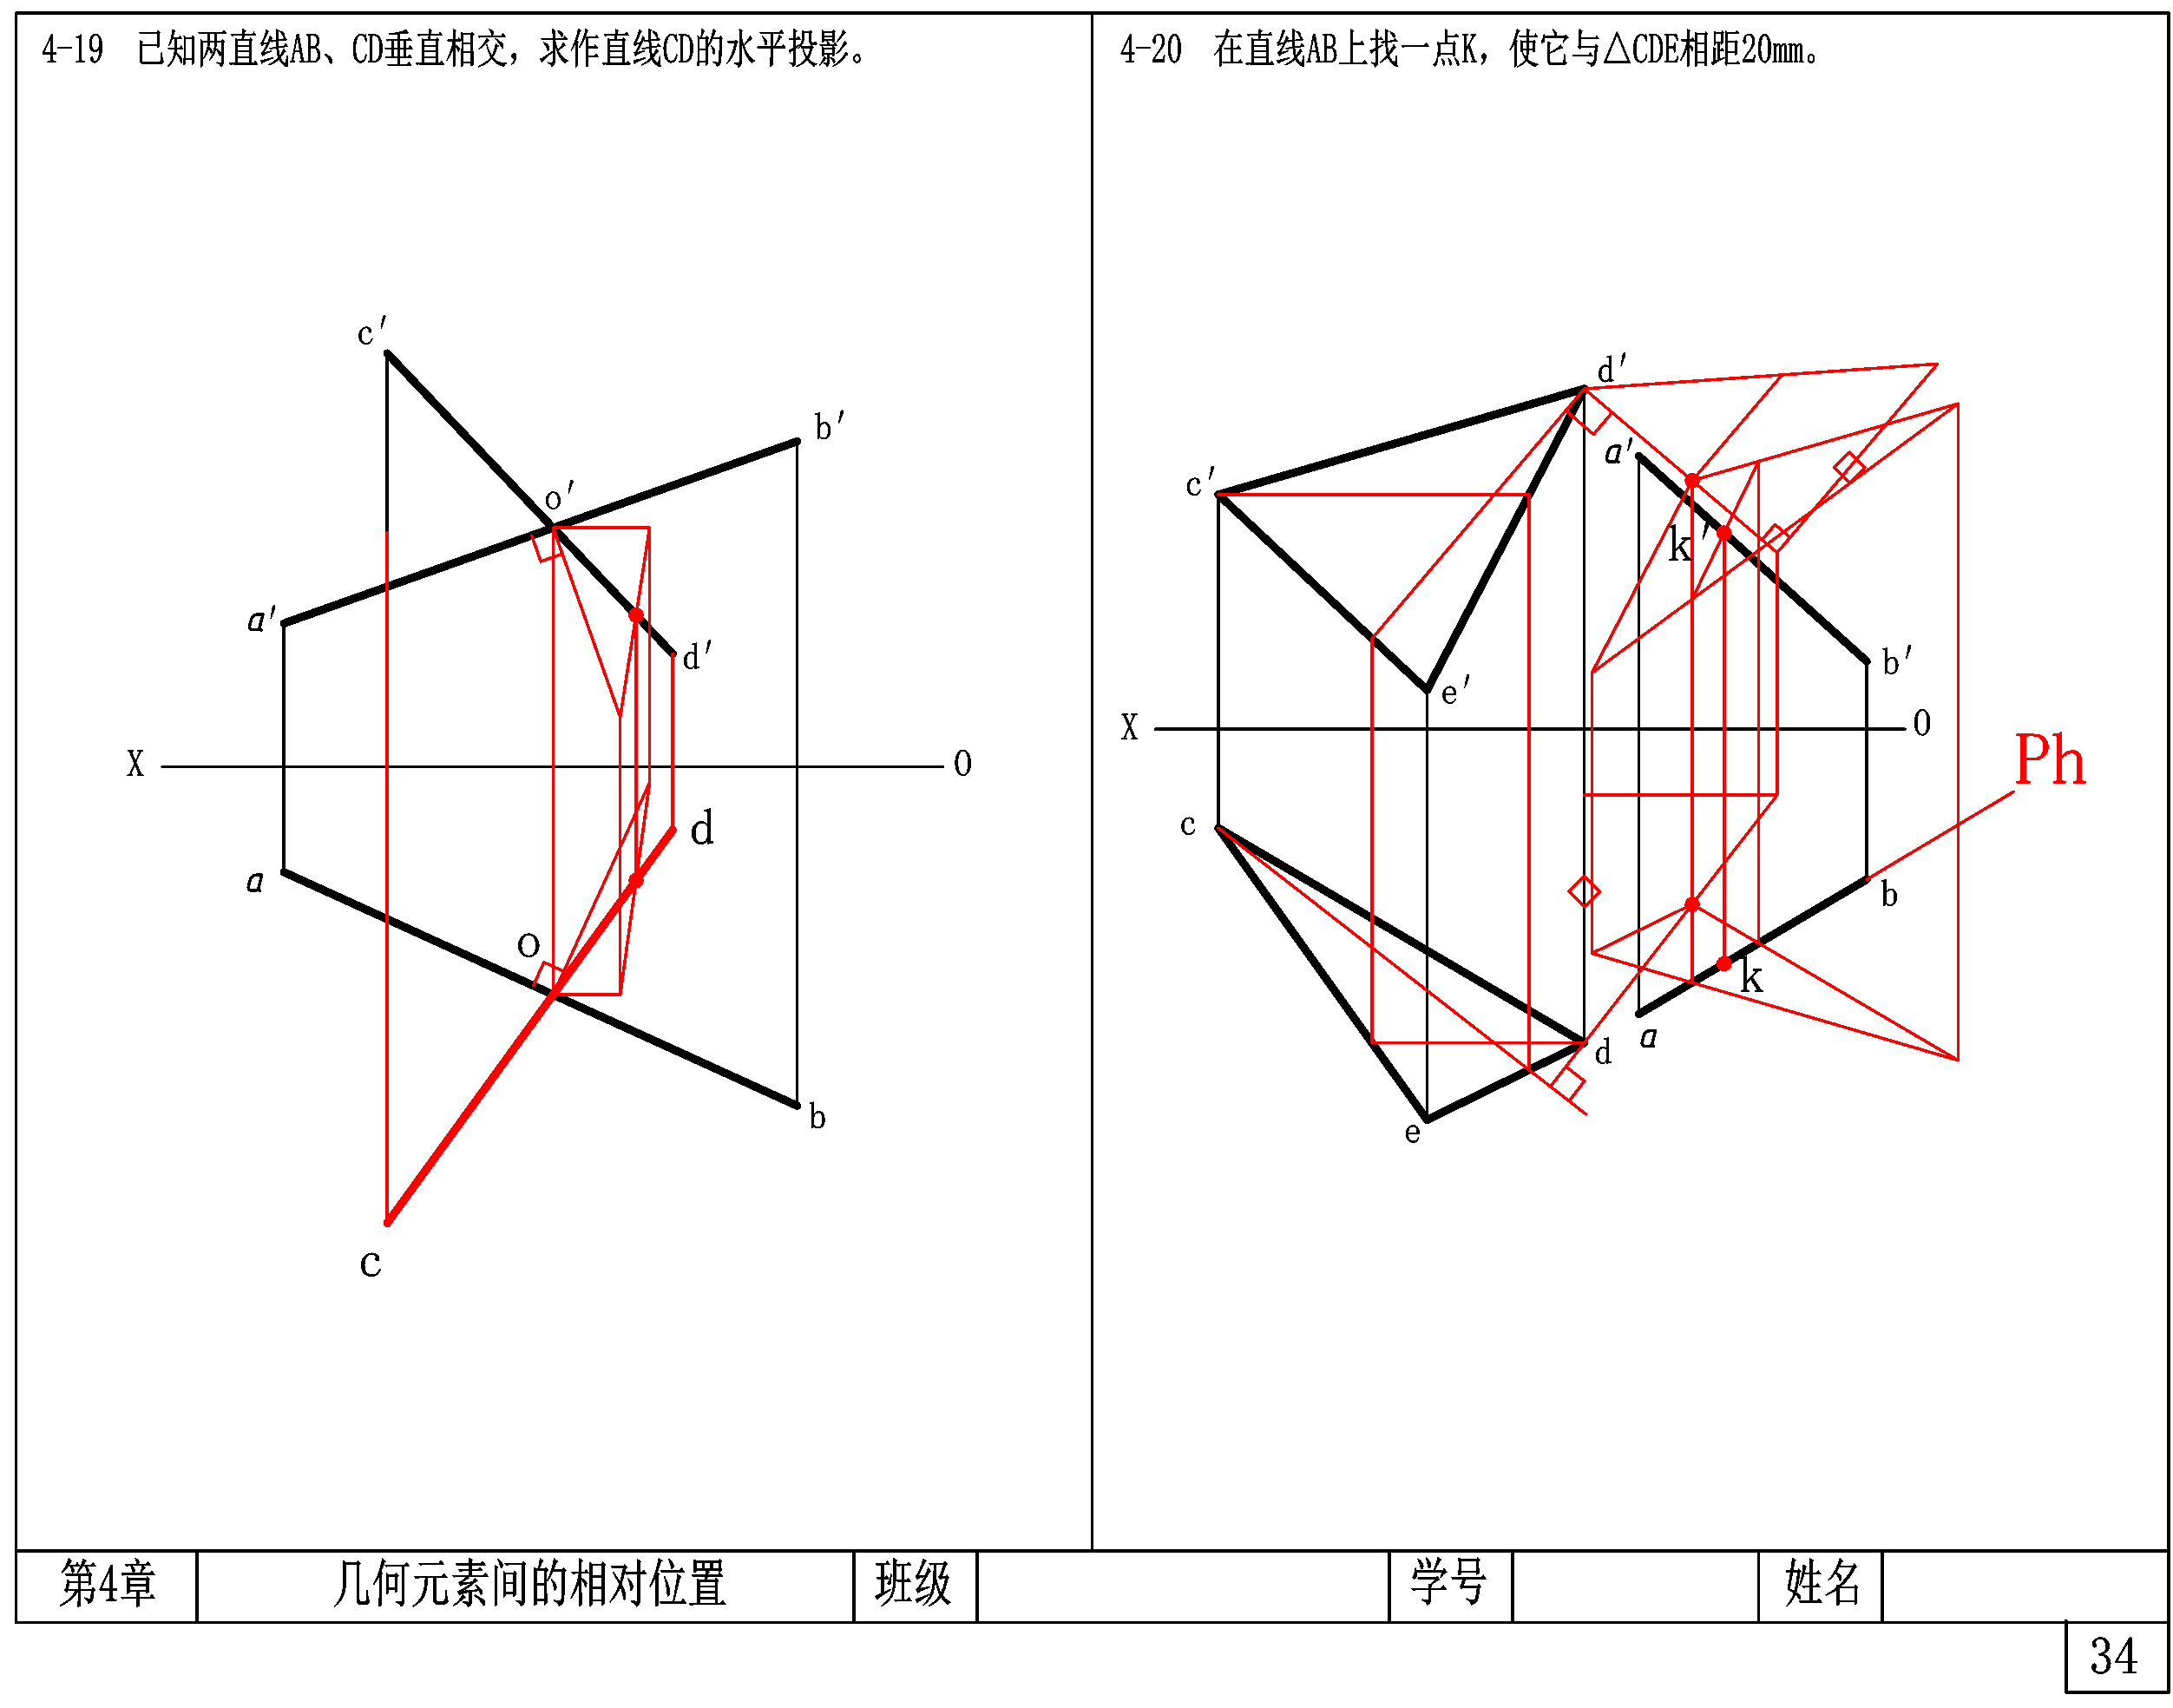 4-19 已知两直线AB、CD垂直相交，求作直线CD的水平投影。
c'
b'
o'
a'
d'
X
O
d
a
o
b
c
4-20 在直线AB上找一点K，使它与△CDE相距20mm。
d'
a'
c'
k'
b'
e'
X
O
Ph
c
b
k
a
d
e
第4章 几何元素间的相对位置 班级 学号 姓名
34